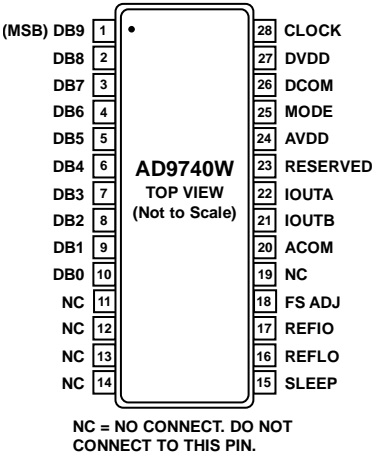 (MSB) DB9 1 28 CLOCK
DB8 2 27 DVDD
DB7 3 26 DCOM
DB6 4 25 MODE
DB5 5 24 AVDD
DB4 6 AD9740W 23 RESERVED
DB3 7 TOP VIEW 22 IOUTA
DB2 8 (Not to Scale) 21 IOUTB
DB1 9 20 ACOM
DB0 10 19 NC
NC 11 18 FS ADJ
NC 12 17 REFIO
NC 13 16 REFLO
NC 14 15 SLEEP
NC = NO CONNECT. DO NOT
CONNECT TO THIS PIN.